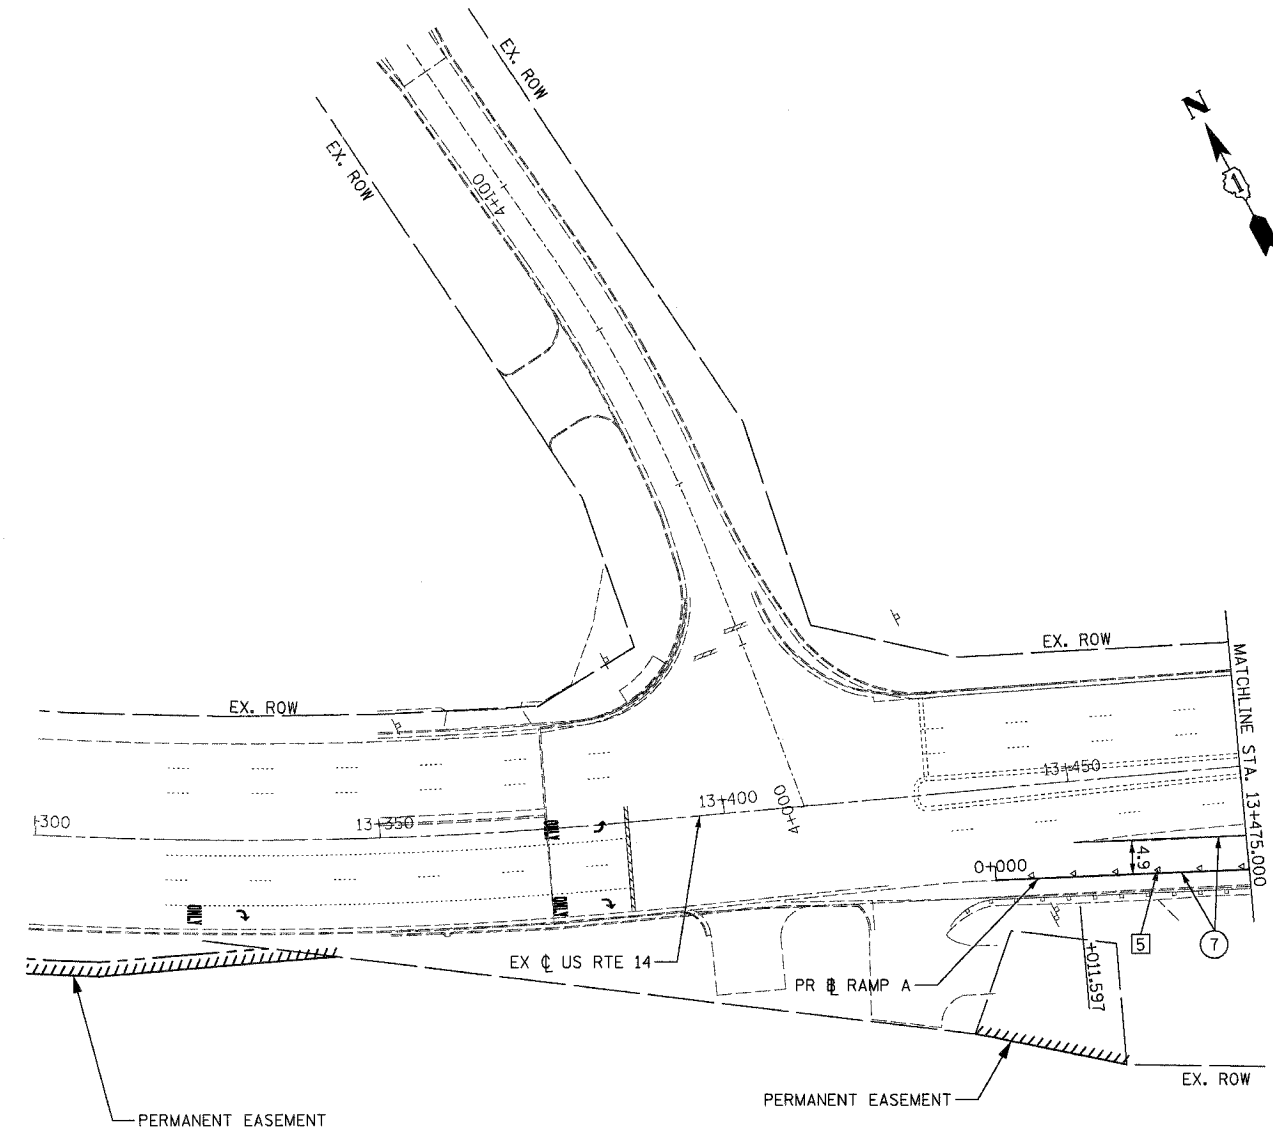 EX. ROW
EX. ROW
N
1
4+100
EX. ROW
EX. ROW
MATCHLINE STA. 13+475.000
+300
13+350
13+400
4+000
13+450
ONLY
ONLY
ONLY
0+000
4.9
5
7
EX ℄ US RTE 14
PR ⅊ RAMP A
+011.597
EX. ROW
PERMANENT EASEMENT
PERMANENT EASEMENT